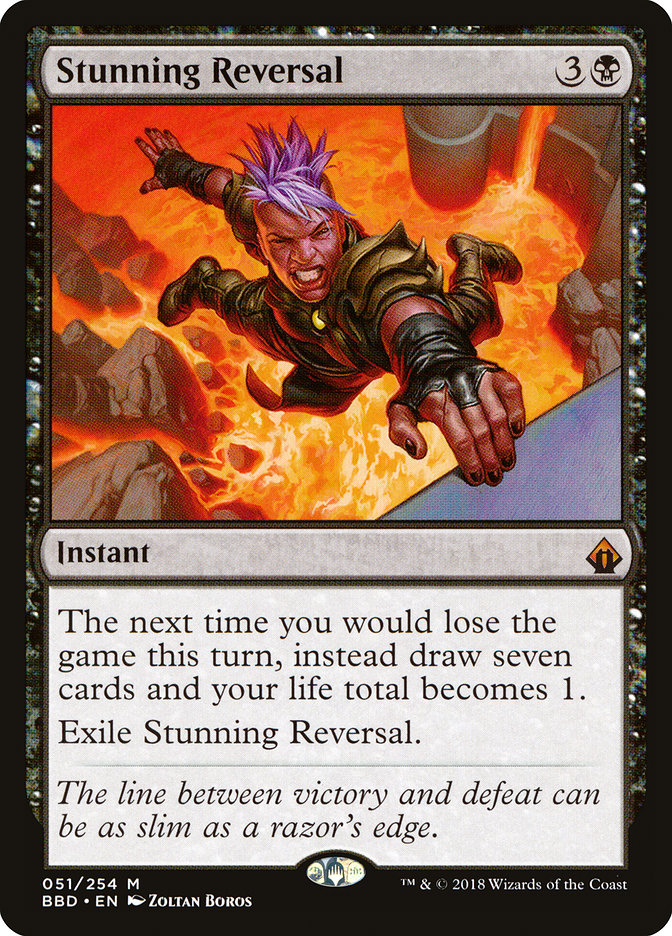 Stunning Reversal 3
Instant
The next time you would lose the
game this turn, instead draw seven
cards and your life total becomes 1.
Exile Stunning Reversal.
The line between victory and defeat can
be as slim as a razor's edge.
051/254 M
™ & © 2018 Wizards of the Coast
BBD • EN Zoltan Boros